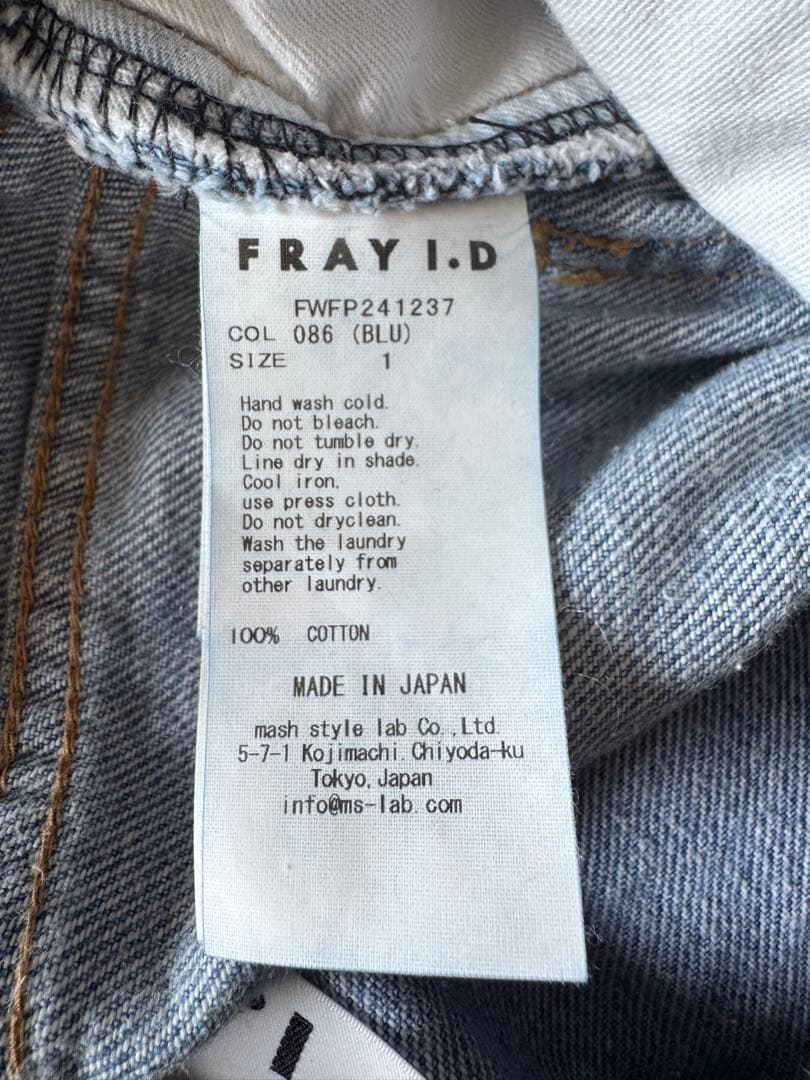 FRAY I.D
FWFP241237
COL 086 (BLU)
SIZE 1
Hand wash cold.
Do not bleach.
Do not tumble dry.
Line dry in shade.
Cool iron,
use press cloth.
Do not dryclean.
Wash the laundry
separately from
other laundry.
100% COTTON
MADE IN JAPAN
mash style lab Co.,Ltd.
5-7-1 Kojimachi.Chiyoda-ku
Tokyo,Japan
info@ms-lab.com